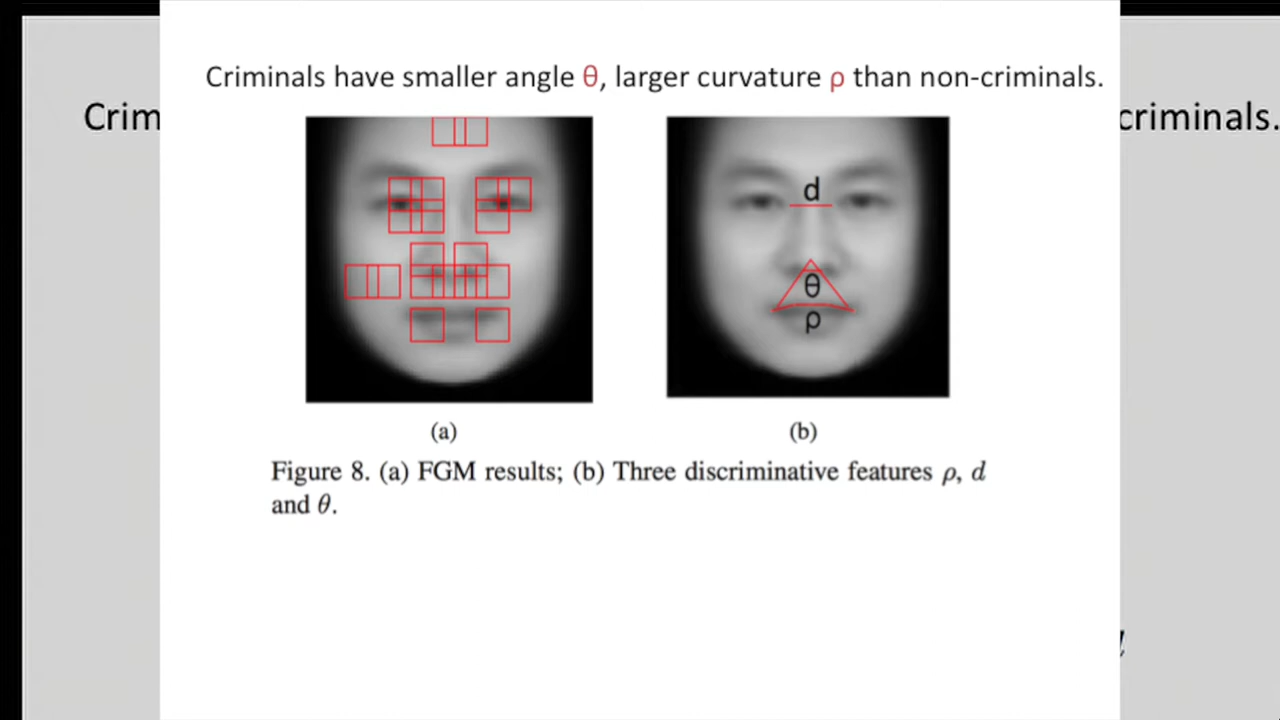 Criminals have smaller angle θ, larger curvature ρ than non-criminals.
Crim
criminals.
d
θ
ρ
(a)
(b)
Figure 8. (a) FGM results; (b) Three discriminative features ρ, d
and θ.